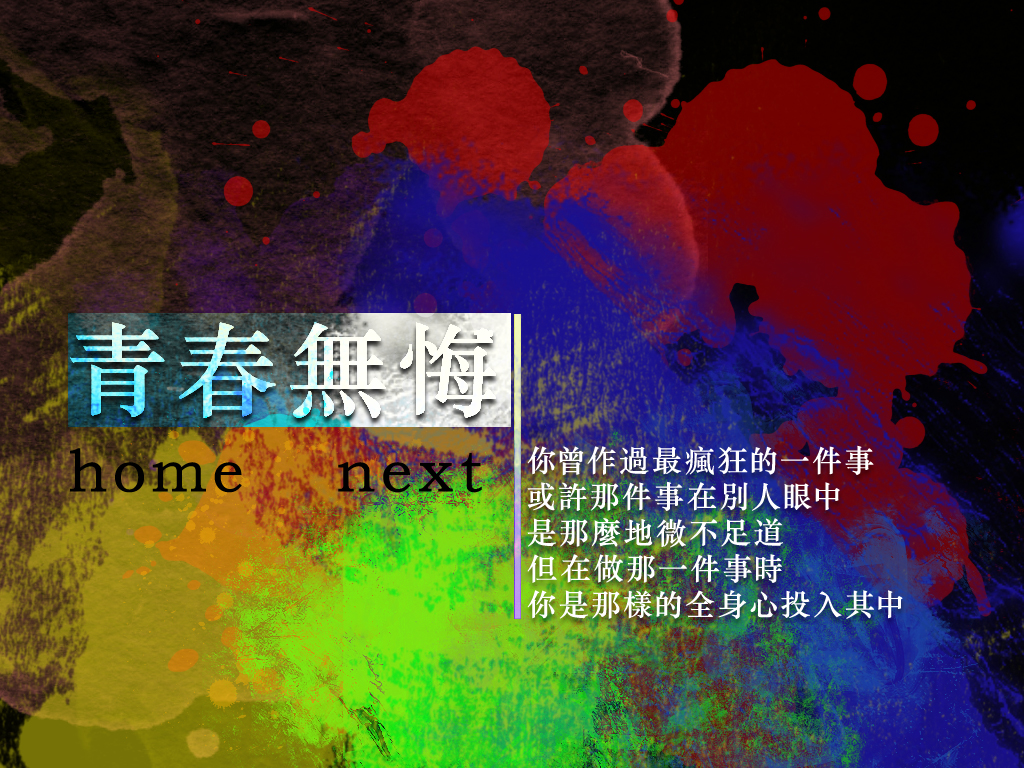 青春無悔
home next
你曾作過最瘋狂的一件事
或許那件事在別人眼中
是那麼地微不足道
但在做那一件事時
你是那樣的全身心投入其中